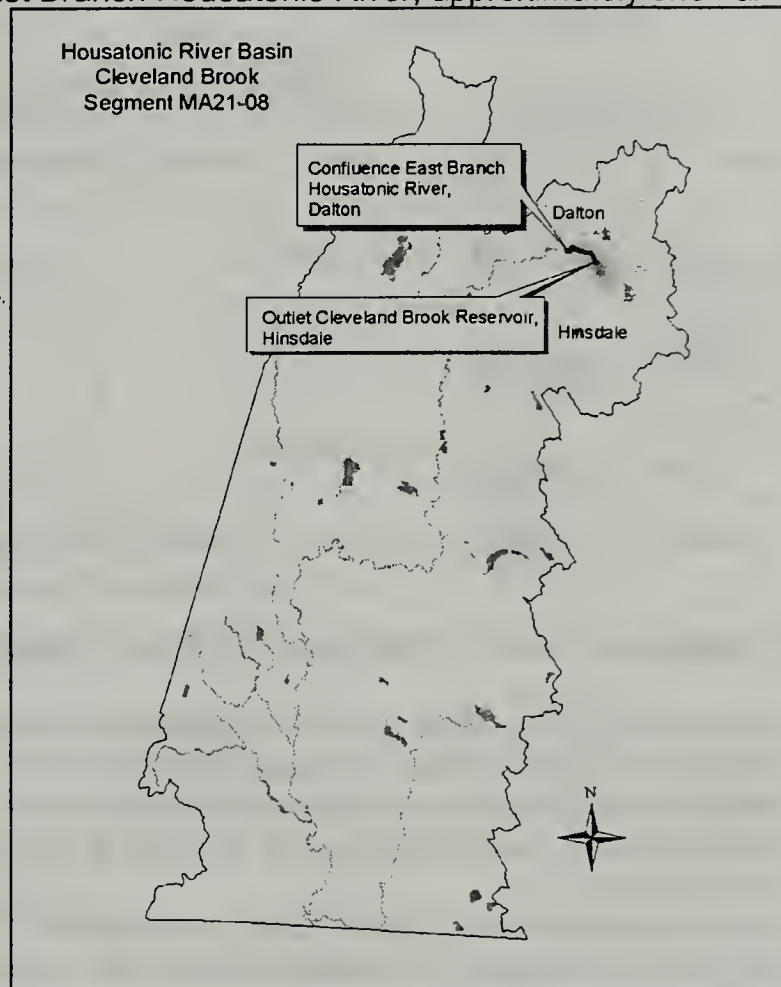 Housatonic River Basin
Cleveland Brook
Segment MA21-08
Confluence East Branch
Housatonic River,
Dalton
Dalton
Outlet Cleveland Brook Reservoir,
Hinsdale
Hinsdale
N